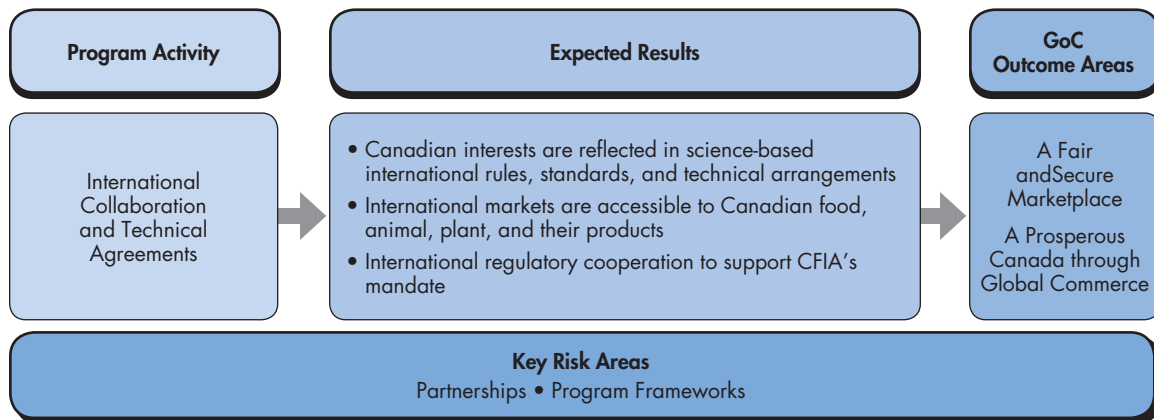 Program Activity
Expected Results
GoC
Outcome Areas
International
Collaboration
and Technical
Agreements
• Canadian interests are reflected in science-based
international rules, standards, and technical arrangements
• International markets are accessible to Canadian food,
animal, plant, and their products
• International regulatory cooperation to support CFIA's
mandate
A Fair
andSecure
Marketplace
A Prosperous
Canada through
Global Commerce
Key Risk Areas
Partnerships • Program Frameworks